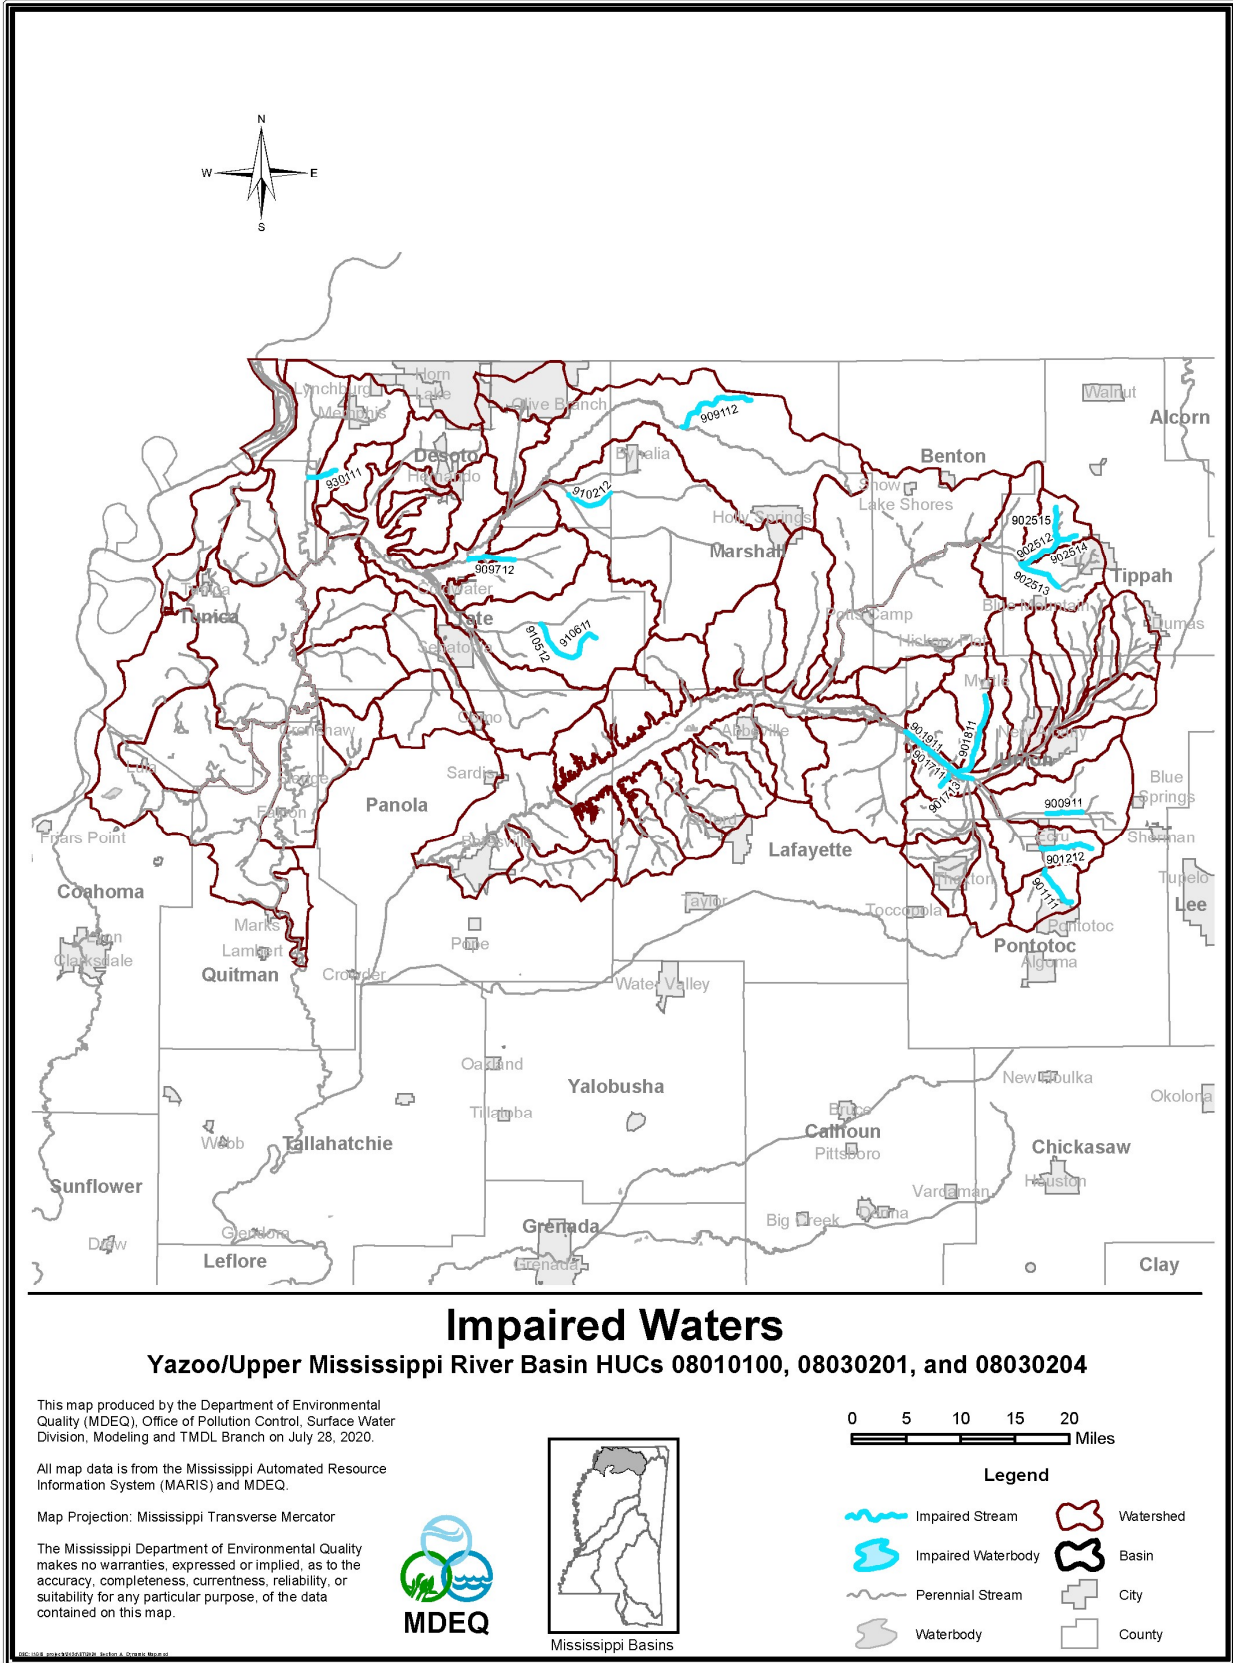 N
W E
S
Horn
Lake
Lynchburg
Memphis
Olive Branch
Walnut
Alcorn
909112
Desoto
Hernando
Byhalia
Benton
930111
Snow
Lake Shores
910212
Holly Springs
902515
Marshall
902512
902514
909712
Coldwater
902513
Tippah
Tunica
Tunica
Blue Mountain
Tate
Potts Camp
Dumas
910512
910611
Senatobia
Hickory Flat
Myrtle
Como
Crenshaw
Abbeville
901911
901811
New Albany
Union
Lula
Sledge
Sardis
901711
901713
Blue
Springs
Panola
900911
Falcon
Friars Point
Batesville
Oxford
Ecru
Sherman
Lafayette
901212
Coahoma
Thaxton
901111
Tupelo
Taylor
Toccopola
Lee
Marks
Pontotoc
Lyon
Clarksdale
Lambert
Pope
Pontotoc
Algoma
Quitman
Crowder
Water Valley
Oakland
New Houlka
Yalobusha
Okolona
Tillatoba
Bruce
Webb
Tallahatchie
Calhoun
Pittsboro
Chickasaw
Sunflower
Houston
Vardaman
Big Creek
Derma
Grenada
Drew
Glendora
Leflore
Grenada
Clay
Impaired Waters
Yazoo/Upper Mississippi River Basin HUCs 08010100, 08030201, and 08030204
This map produced by the Department of Environmental
Quality (MDEQ), Office of Pollution Control, Surface Water
Division, Modeling and TMDL Branch on July 28, 2020.
All map data is from the Mississippi Automated Resource
Information System (MARIS) and MDEQ.
Map Projection: Mississippi Transverse Mercator
The Mississippi Department of Environmental Quality
makes no warranties, expressed or implied, as to the
accuracy, completeness, currentness, reliability, or
suitability for any particular purpose, of the data
contained on this map.
MDEQ
Mississippi Basins
0 5 10 15 20
Miles
Legend
Impaired Stream
Watershed
Impaired Waterbody
Basin
Perennial Stream
City
Waterbody
County